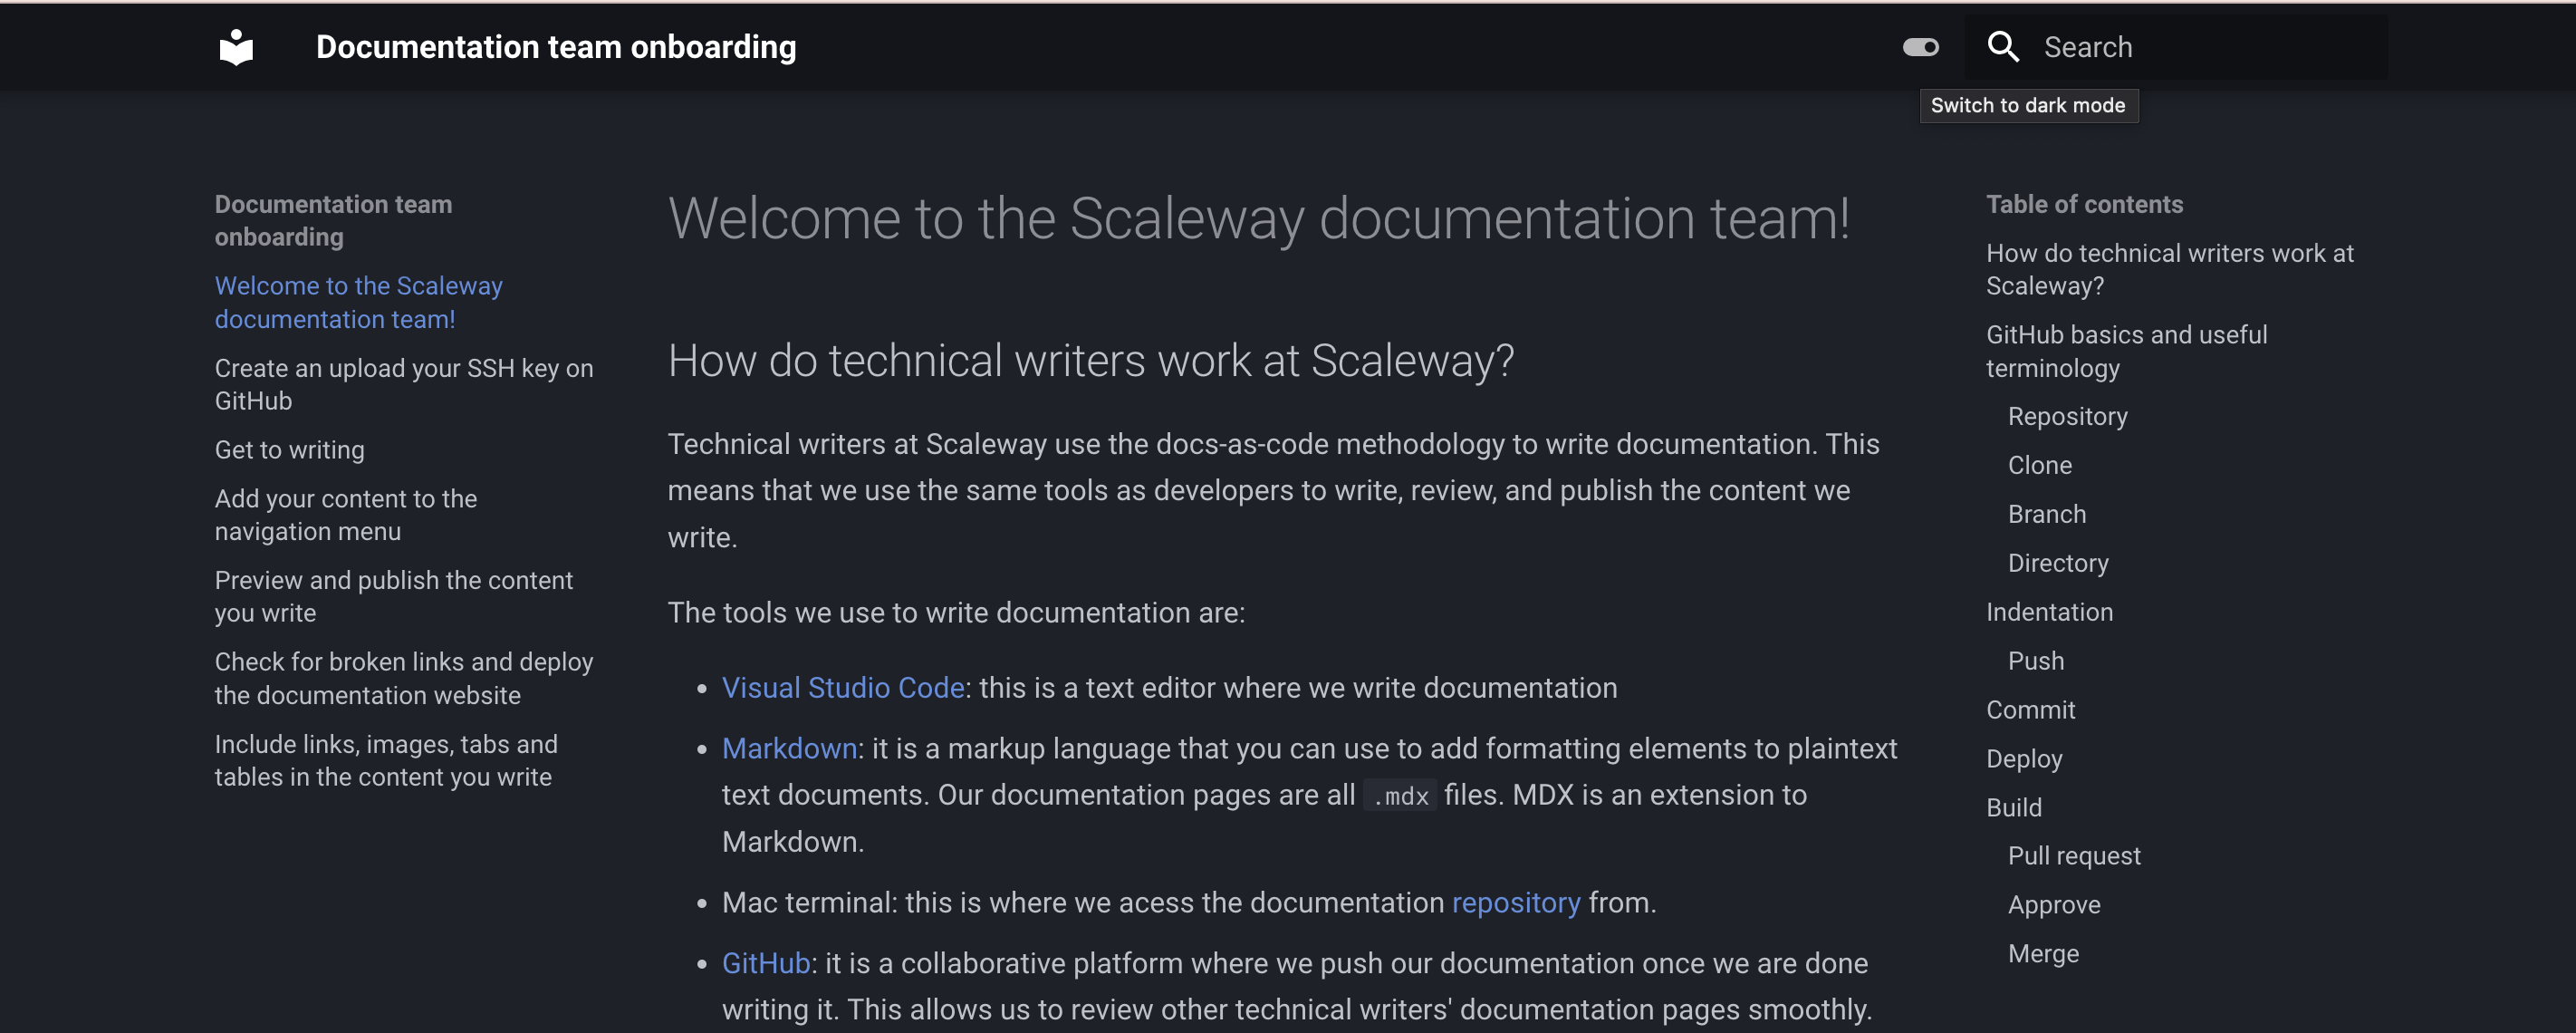 Documentation team onboarding
Search
Switch to dark mode
Documentation team
onboarding
Welcome to the Scaleway
documentation team!
Create an upload your SSH key on
GitHub
Get to writing
Add your content to the
navigation menu
Preview and publish the content
you write
Check for broken links and deploy
the documentation website
Include links, images, tabs and
tables in the content you write
Welcome to the Scaleway documentation team!
How do technical writers work at Scaleway?
Technical writers at Scaleway use the docs-as-code methodology to write documentation. This
means that we use the same tools as developers to write, review, and publish the content we
write.
The tools we use to write documentation are:
• Visual Studio Code: this is a text editor where we write documentation
• Markdown: it is a markup language that you can use to add formatting elements to plaintext
text documents. Our documentation pages are all .mdx files. MDX is an extension to
Markdown.
• Mac terminal: this is where we acess the documentation repository from.
• GitHub: it is a collaborative platform where we push our documentation once we are done
writing it. This allows us to review other technical writers' documentation pages smoothly.
Table of contents
How do technical writers work at
Scaleway?
GitHub basics and useful
terminology
Repository
Clone
Branch
Directory
Indentation
Push
Commit
Deploy
Build
Pull request
Approve
Merge